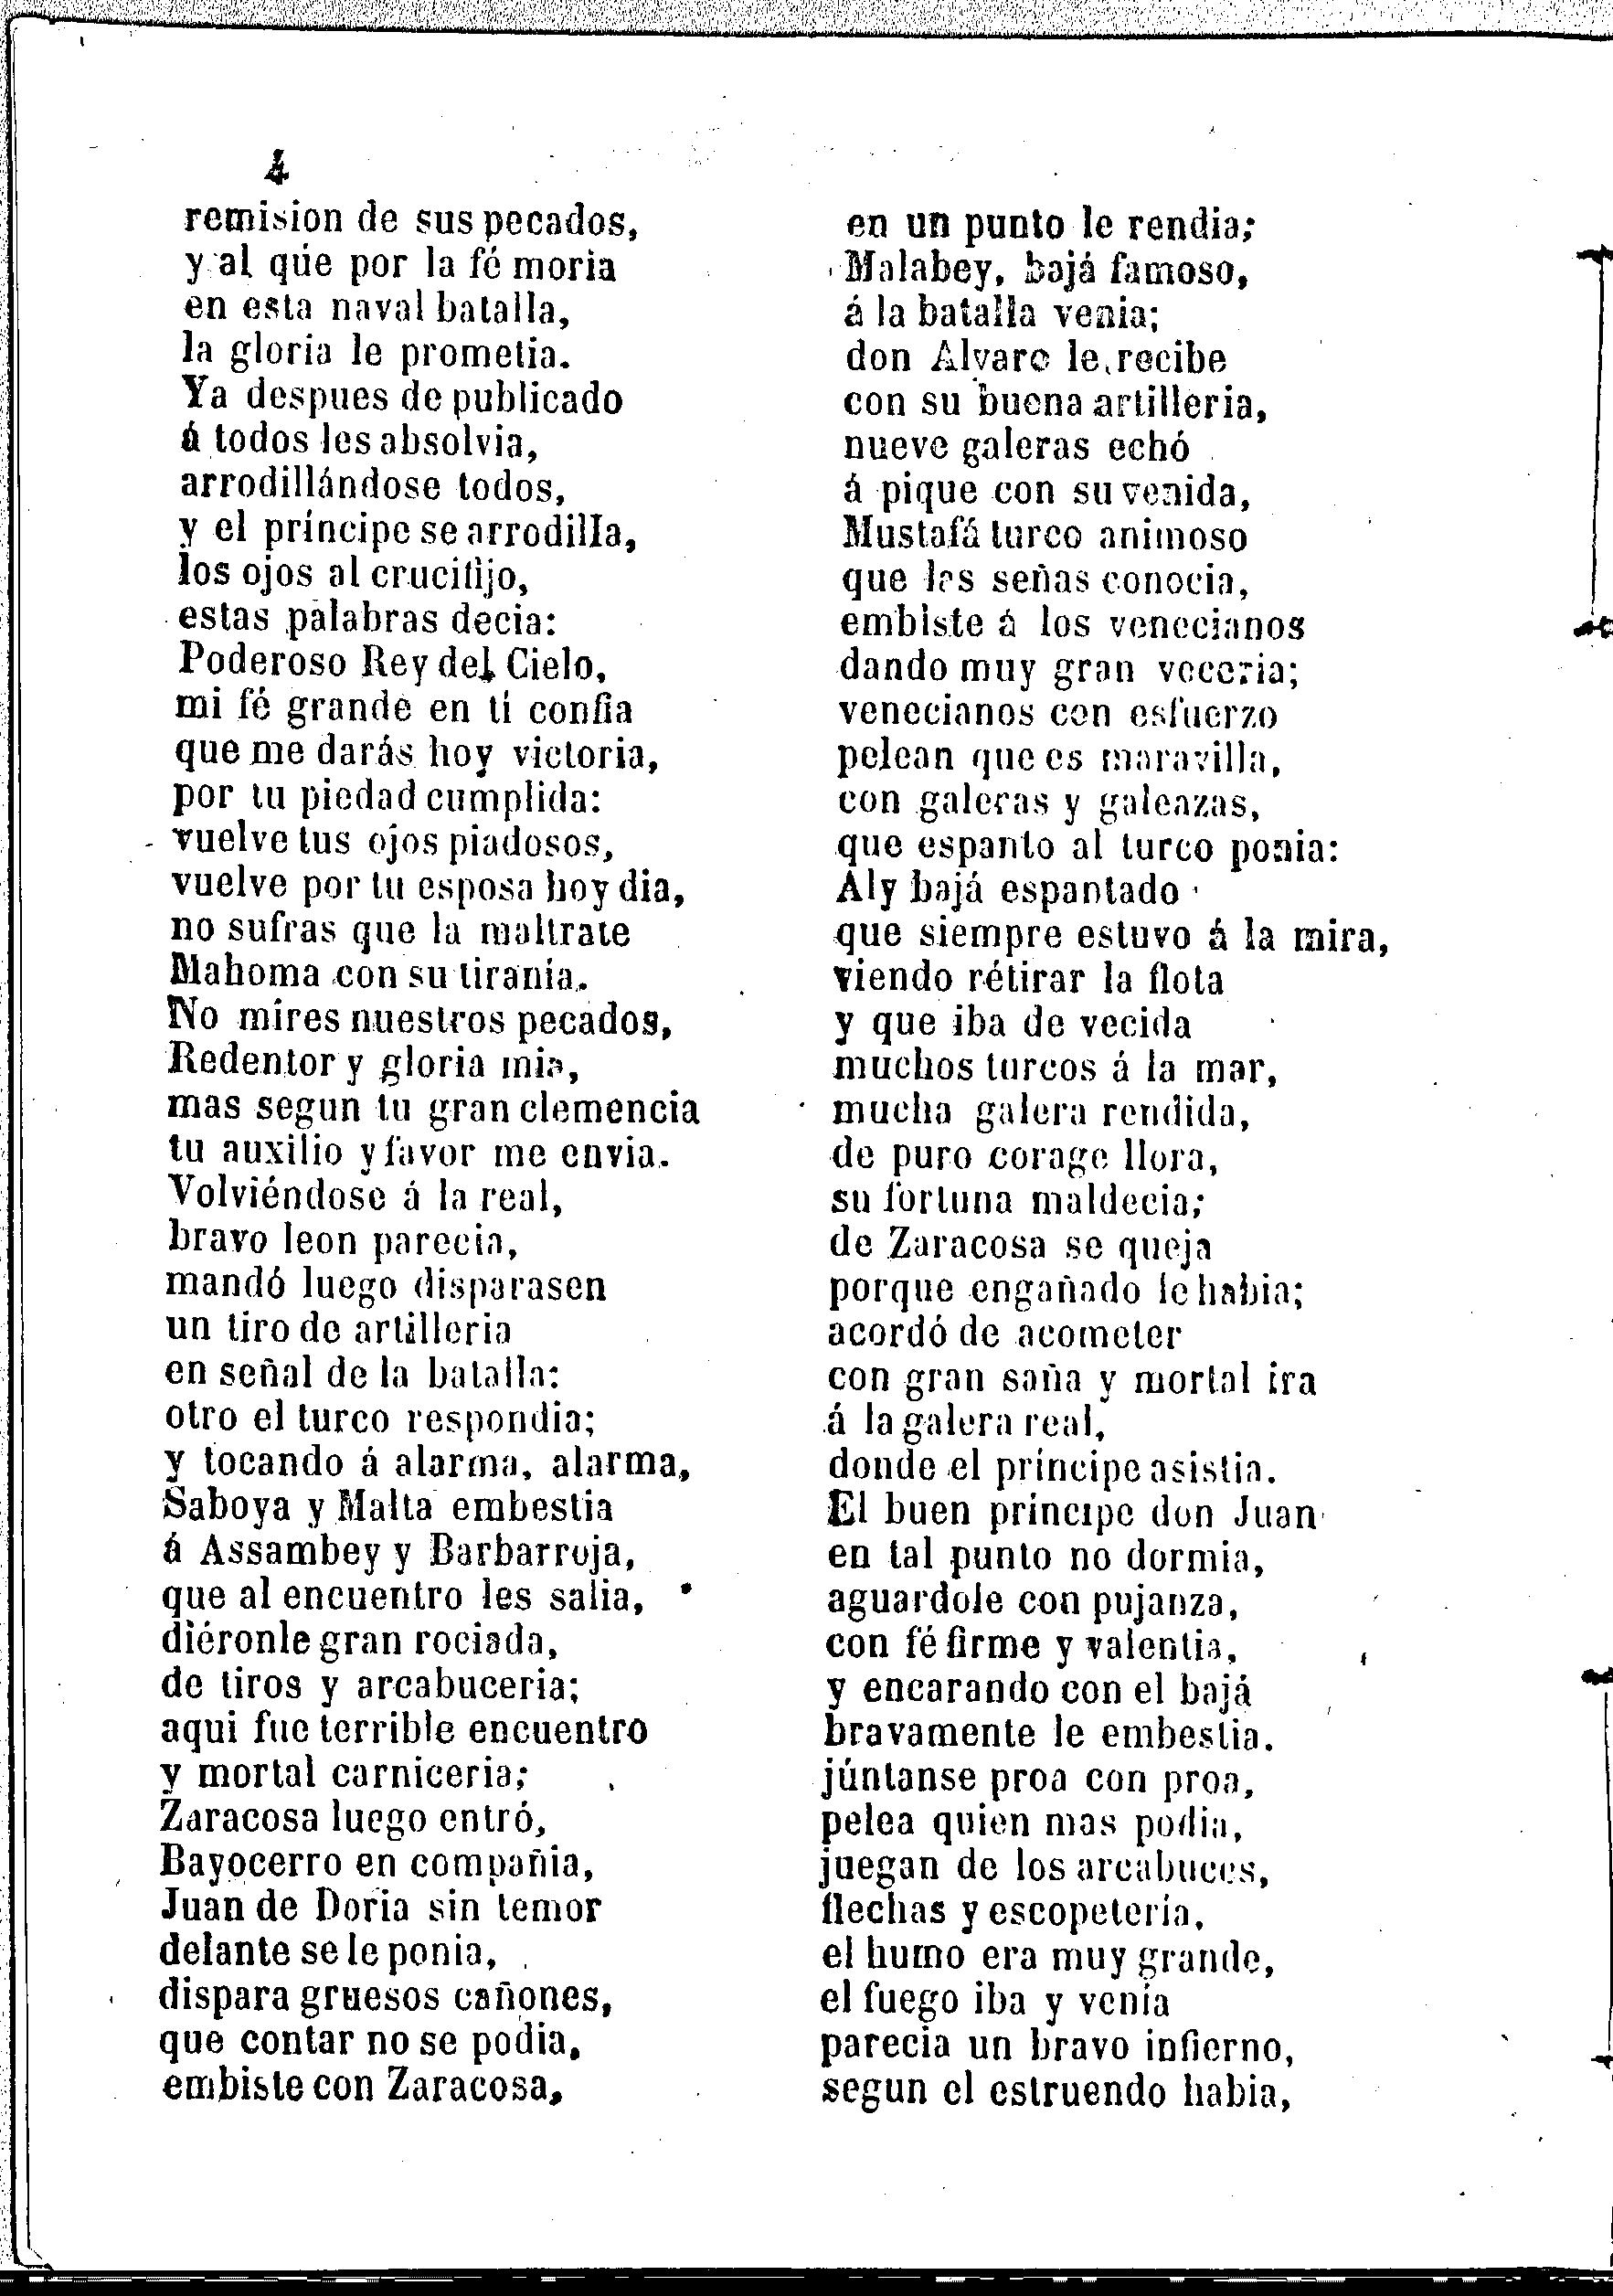 4
remision de sus pecados,
y al que por la fé moria
en esta naval batalla,
la gloria le prometia.
Ya despues de publicado
á todos les absolvia,
arrodillándose todos,
y el príncipe se arrodilla,
los ojos al crucifijo,
estas palabras decia:
Poderoso Rey del Cielo,
mi fé grande en tí confia
que me darás hoy victoria,
por tu piedad cumplida:
vuelve tus ojos piadosos,
vuelve por tu esposa hoy dia,
no sufras que la maltrate
Mahoma con su tiranía.
No mires nuestros pecados,
Redentor y gloria mia,
mas segun tu gran clemencia
tu auxilio y favor me envia.
Volviéndose á la real,
bravo leon parecia,
mandó luego disparasen
un tiro de artilleria
en señal de la batalla:
otro el turco respondia;
y tocando á alarma, alarma,
Saboya y Malta embestia
á Assambey y Barbarroja,
que al encuentro les salia,
diéronle gran rociada,
de tiros y arcabuceria;
aqui fue terrible encuentro
y mortal carniceria;
Zaracosa luego entró,
Bayocerro en compañia,
Juan de Doria sin temor
delante se le ponia,
dispara gruesos cañones,
que contar no se podia,
embiste con Zaracosa,
en un punto le rendia;
Malabey, bajá famoso,
á la batalla venia;
don Alvaro le recibe
con su buena artilleria,
nueve galeras echó
á pique con su venida,
Mustafá turco animoso
que las señas conocia,
embiste á los venecianos
dando muy gran voceria;
venecianos con esfuerzo
pelean que es maravilla,
con galeras y galeazas,
que espanto al turco ponia:
Aly bajá espantado
que siempre estuvo á la mira,
viendo rétirar la flota
y que iba de vecida
muchos turcos á la mar,
mucha galera rendida,
de puro corage llora,
su fortuna maldecia;
de Zaracosa se queja
porque engañado le habia;
acordó de acometer
con gran saña y mortal ira
á la galera real,
donde el príncipe asistia.
El buen príncipe don Juan
en tal punto no dormia,
aguardole con pujanza,
con fé firme y valentia,
y encarando con el bajá
bravamente le embestia.
júntanse proa con proa,
pelea quien mas podia,
juegan de los arcabuces,
flechas y escopetería,
el humo era muy grande,
el fuego iba y venía
parecia un bravo infierno,
segun el estruendo habia,